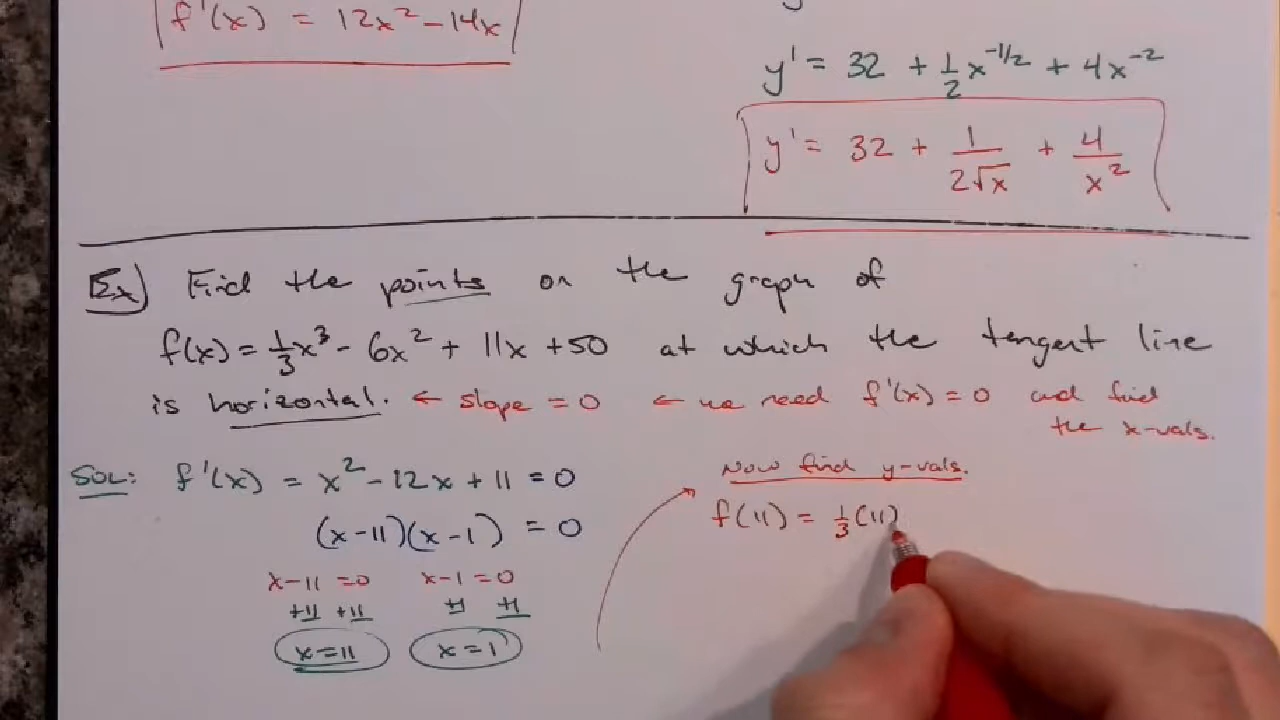 f'(x) = 12x² - 14x
y' = 32 + 1/2 x^(-1/2) + 4x^(-2)
y' = 32 + 1/(2√x) + 4/x²
Ex) Find the points on the graph of
f(x) = 1/3 x³ - 6x² + 11x + 50 at which the tangent line
is horizontal. ← slope = 0 ← we need f'(x) = 0 and find
the x-vals.
SOL: f'(x) = x² - 12x + 11 = 0
(x-11)(x-1) = 0
x-11 = 0 x-1 = 0
+11 +11 +1 +1
x=11 x=1
Now find y-vals.
f(11) = 1/3 (11)